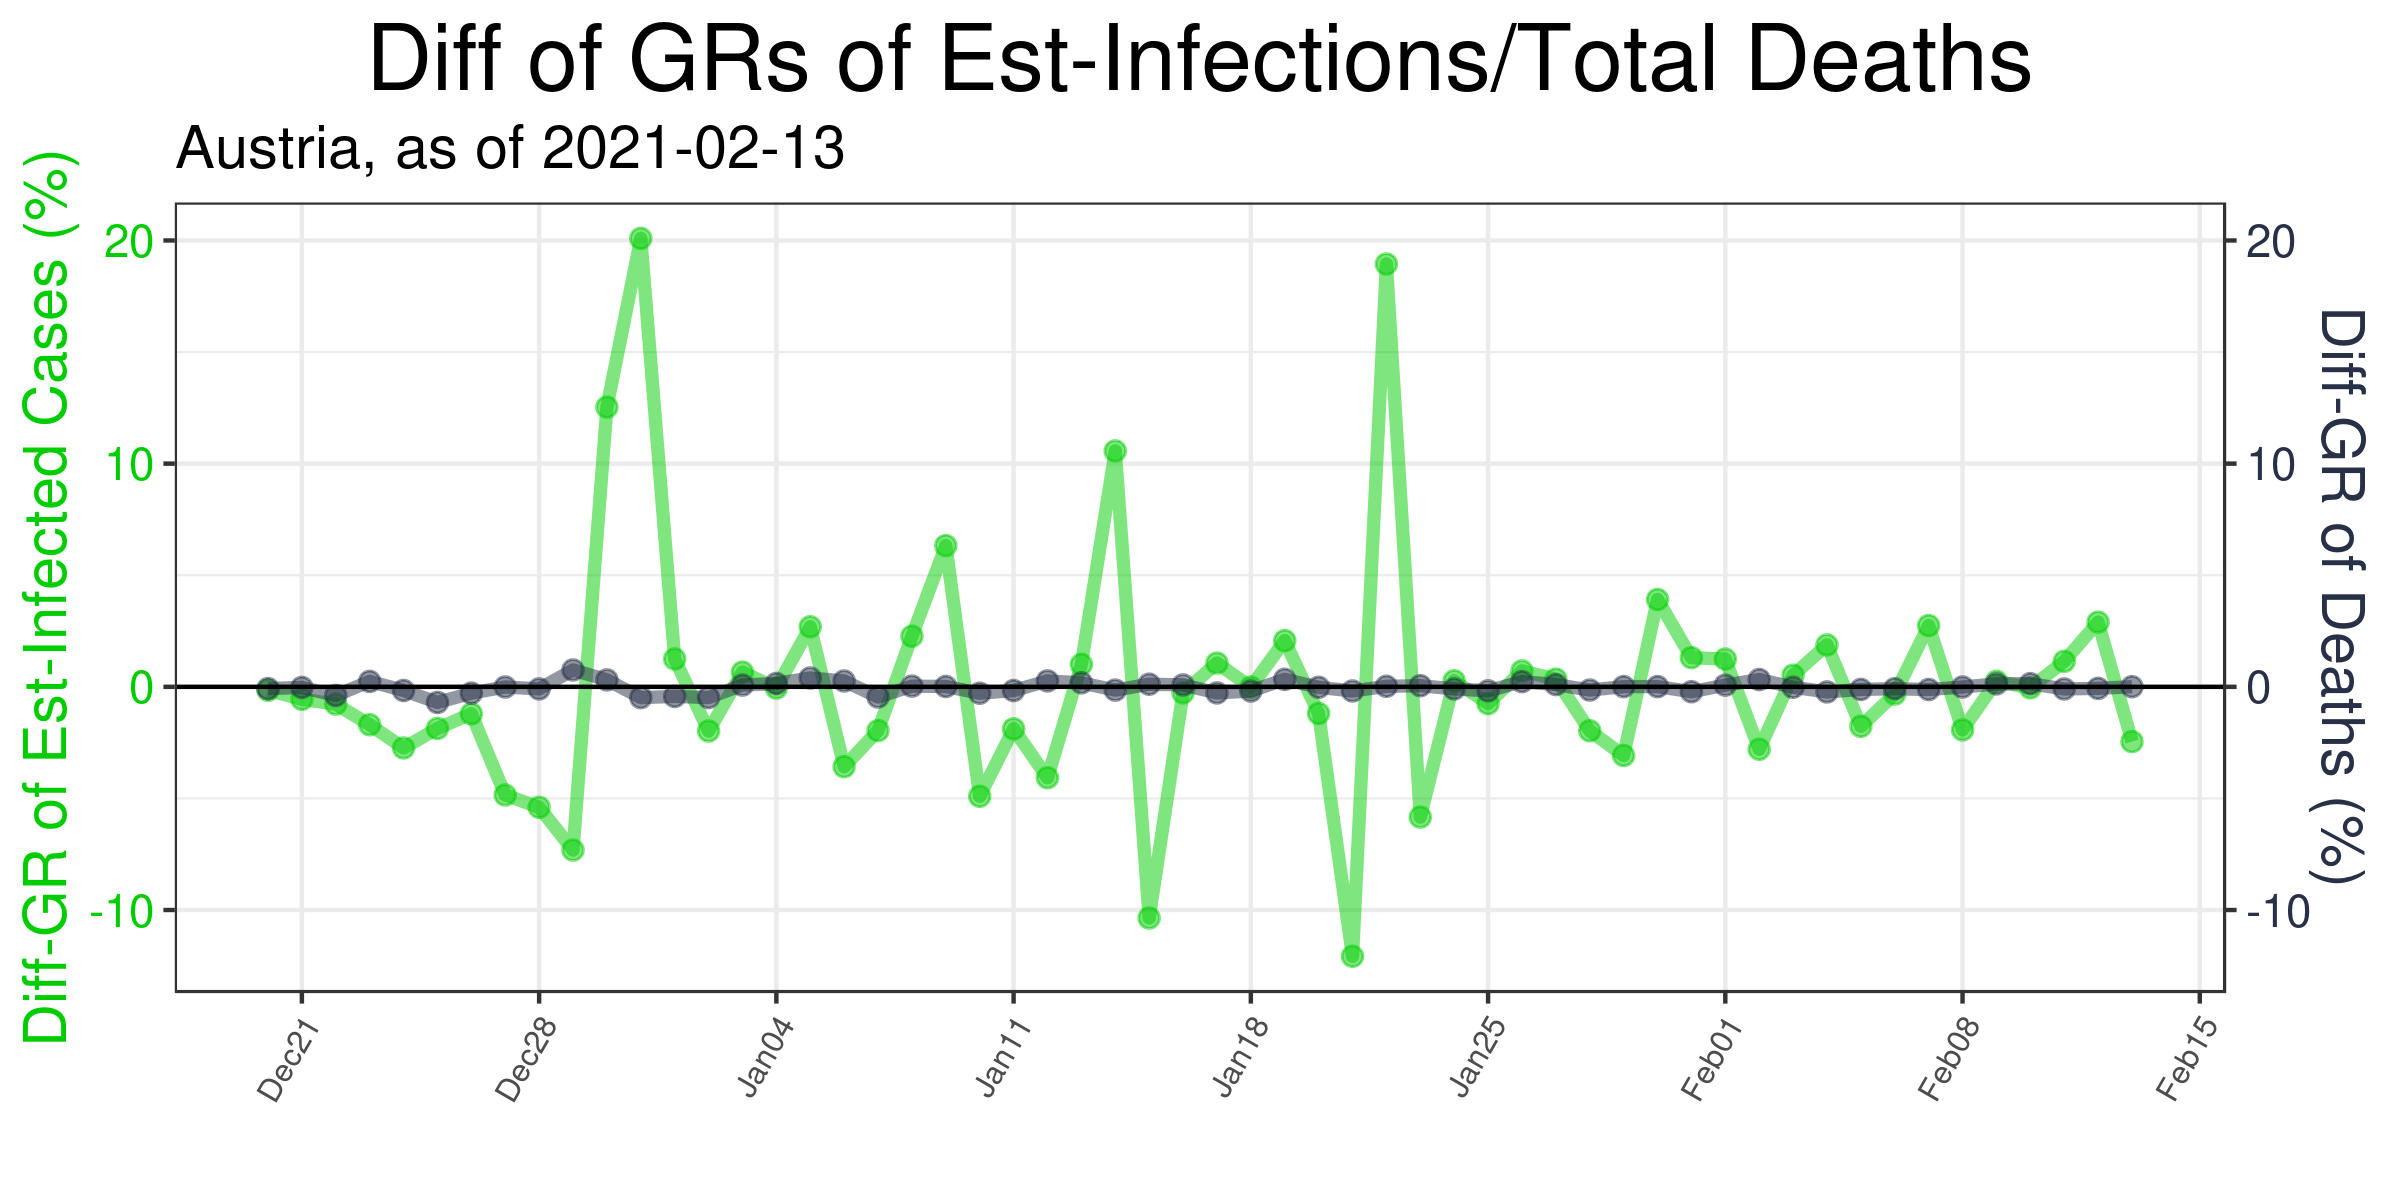 Diff of GRs of Est-Infections/Total Deaths
Austria, as of 2021-02-13
Diff-GR of Est-Infected Cases (%)
20
10
0
-10
20
10
0
-10
Diff-GR of Deaths (%)
Dec21
Dec28
Jan04
Jan11
Jan18
Jan25
Feb01
Feb08
Feb15